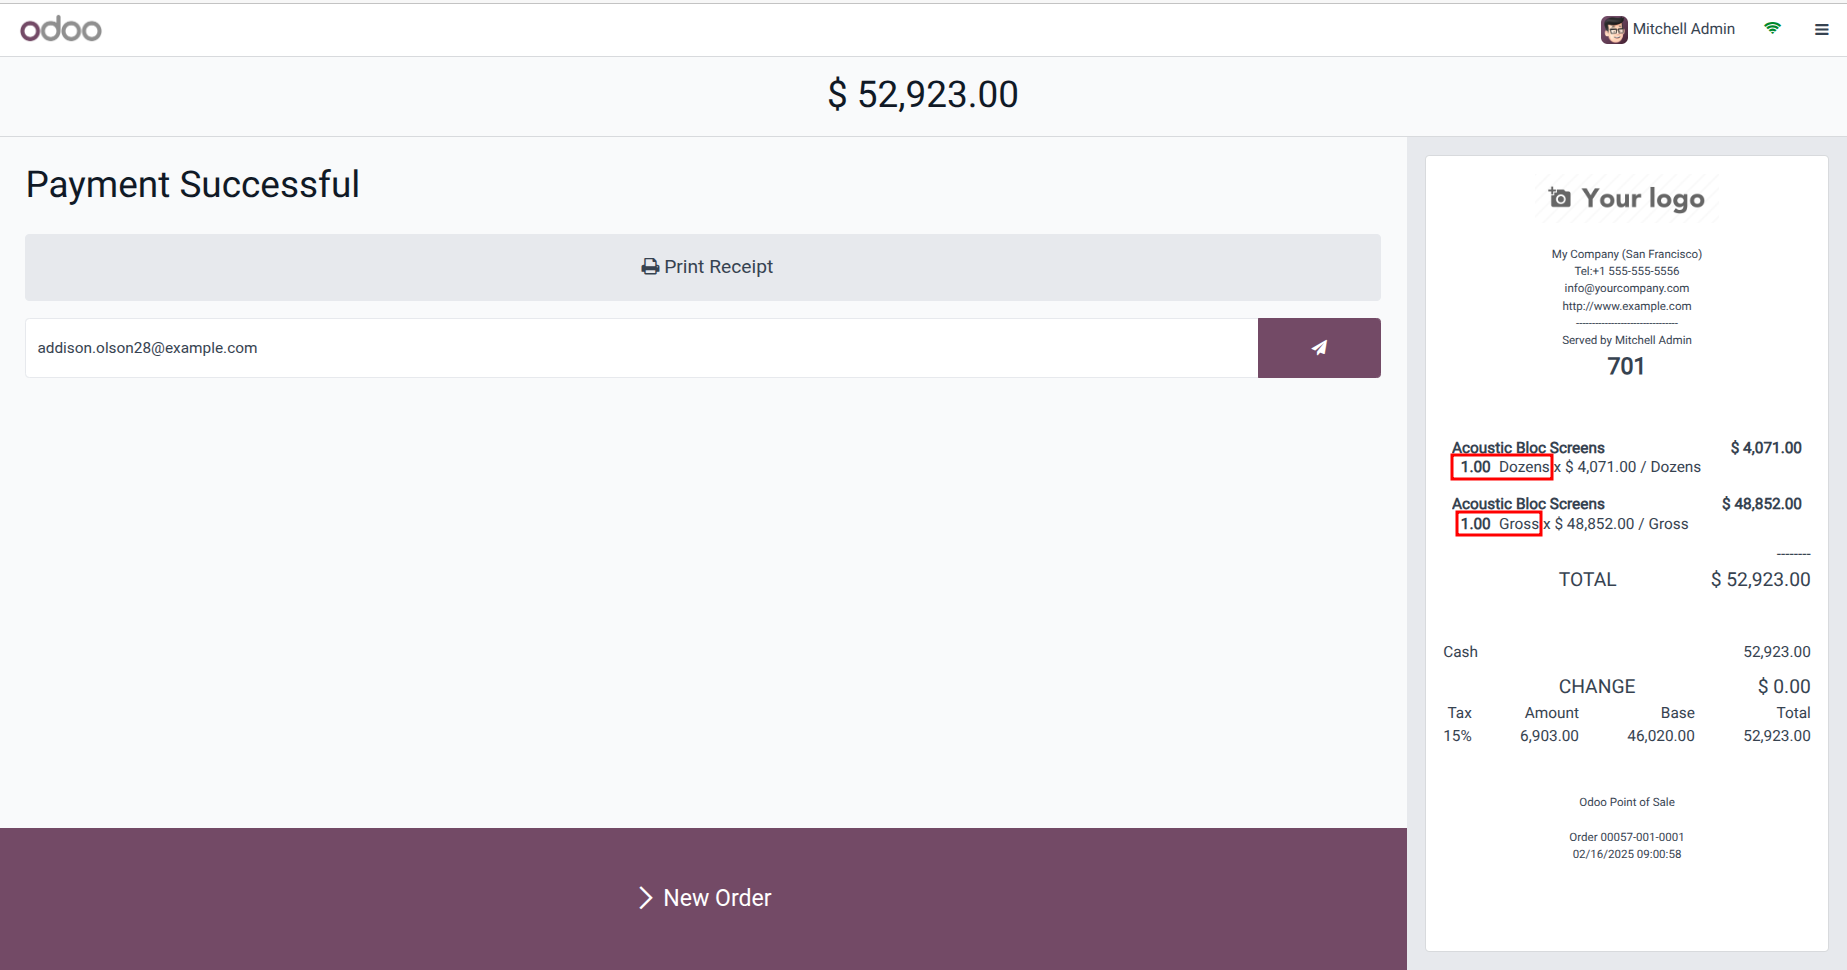 odoo
Mitchell Admin
$ 52,923.00
Payment Successful
Print Receipt
addison.olson28@example.com
New Order
Your logo
My Company (San Francisco)
Tel:+1 555-555-5556
info@yourcompany.com
http://www.example.com
--------------------------------
Served by Mitchell Admin
701
Acoustic Bloc Screens $ 4,071.00
1.00 Dozens x $ 4,071.00 / Dozens
Acoustic Bloc Screens $ 48,852.00
1.00 Gross x $ 48,852.00 / Gross
--------
TOTAL $ 52,923.00
Cash 52,923.00
CHANGE $ 0.00
Tax Amount Base Total
15% 6,903.00 46,020.00 52,923.00
Odoo Point of Sale
Order 00057-001-0001
02/16/2025 09:00:58